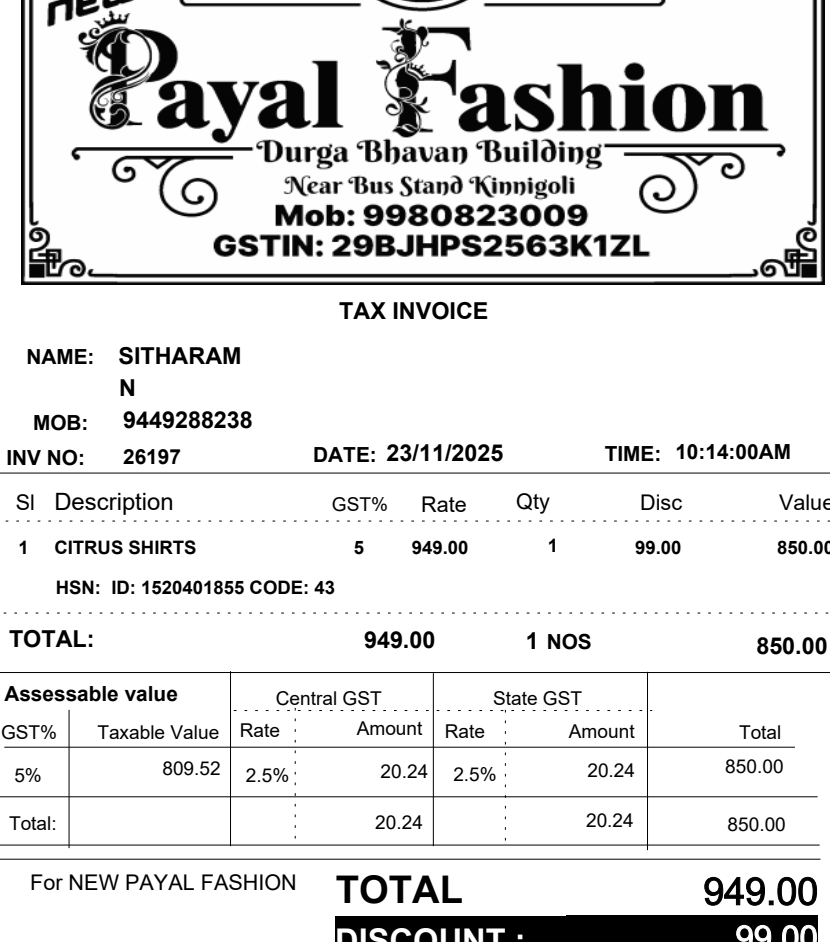 new
Payal Fashion
Durga Bhavan Building
Near Bus Stand Kinnigoli
Mob: 9980823009
GSTIN: 29BJHPS2563K1ZL
TAX INVOICE
NAME: SITHARAM
N
MOB: 9449288238
INV NO: 26197 DATE: 23/11/2025 TIME: 10:14:00AM
Sl Description GST% Rate Qty Disc Value
1 CITRUS SHIRTS 5 949.00 1 99.00 850.00
HSN: ID: 1520401855 CODE: 43
TOTAL: 949.00 1 NOS 850.00
Assessable value Central GST State GST
GST% Taxable Value Rate Amount Rate Amount Total
5% 809.52 2.5% 20.24 2.5% 20.24 850.00
Total: 20.24 20.24 850.00
For NEW PAYAL FASHION TOTAL 949.00
DISCOUNT : 99.00